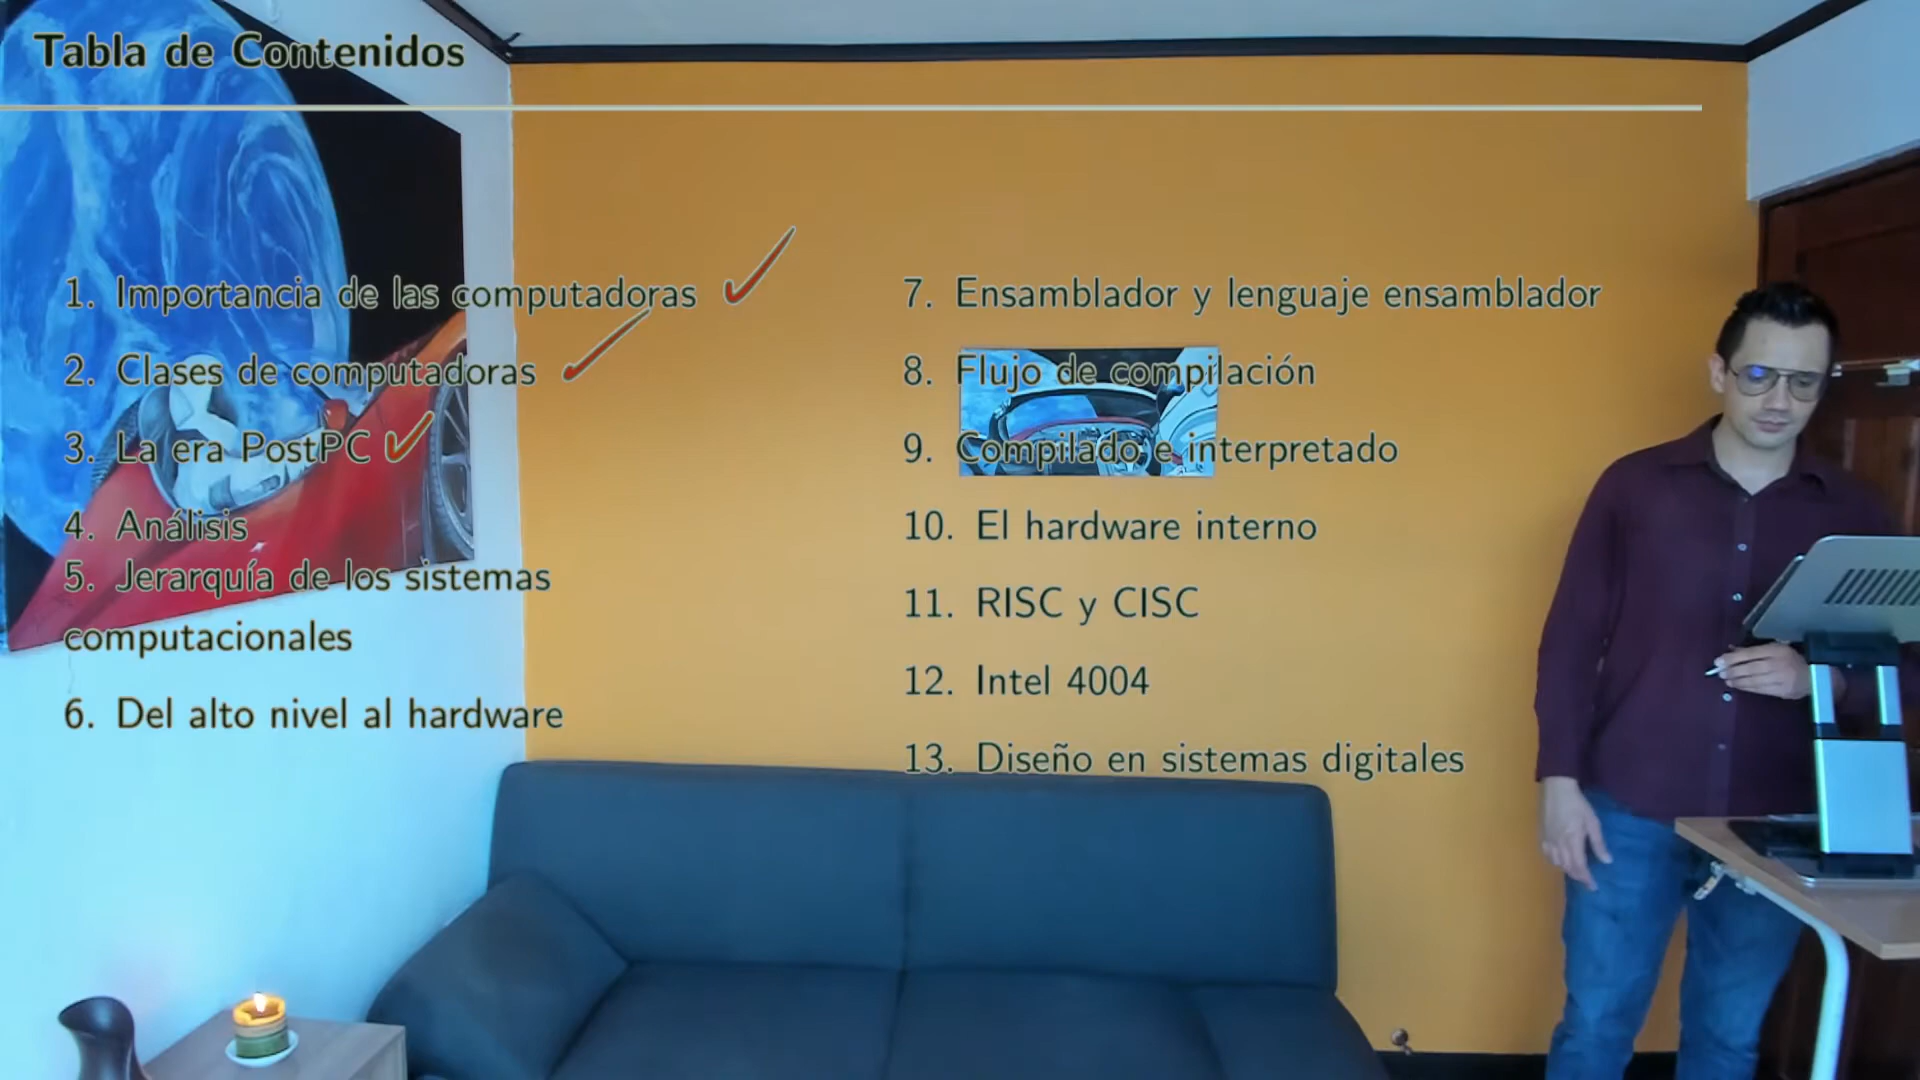 Tabla de Contenidos
1. Importancia de las computadoras ✓
2. Clases de computadoras ✓
3. La era PostPC ✓
4. Análisis
5. Jerarquía de los sistemas
computacionales
6. Del alto nivel al hardware
7. Ensamblador y lenguaje ensamblador
8. Flujo de compilación
9. Compilado e interpretado
10. El hardware interno
11. RISC y CISC
12. Intel 4004
13. Diseño en sistemas digitales